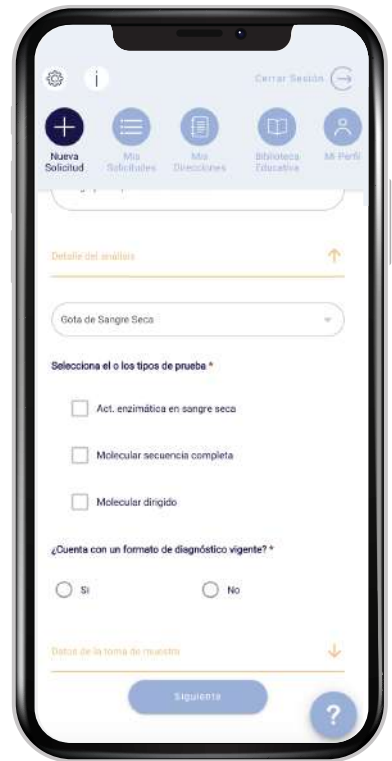 i
Cerrar Sesión
Nueva Solicitud
Mis Solicitudes
Mis Direcciones
Biblioteca Educativa
Mi Perfil
Detalle del análisis
Gota de Sangre Seca
Selecciona el o los tipos de prueba *
Act. enzimática en sangre seca
Molecular secuencia completa
Molecular dirigido
¿Cuenta con un formato de diagnóstico vigente? *
Si
No
Datos de la toma de muestra
Siguiente
?